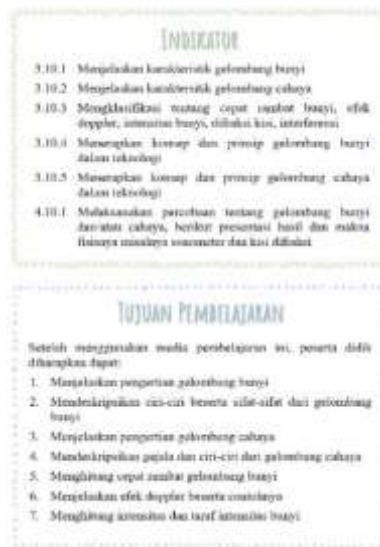 INDIKATOR
3.10.1 Menjelaskan karakteristik gelombang bunyi
3.10.2 Menjelaskan karakteristik gelombang cahaya
3.10.3 Mengklasifikasi tentang cepat rambat bunyi, efek
doppler, intensitas bunyi, difraksi kisi, interferensi
3.10.4 Menerapkan konsep dan prinsip gelombang bunyi
dalam teknologi
3.10.5 Menerapkan konsep dan prinsip gelombang cahaya
dalam teknologi
4.10.1 Melaksanakan percobaan tentang gelombang bunyi
dan/atau cahaya, berikut presentasi hasil dan makna
fisisnya misalnya sonometer dan kisi difraksi
TUJUAN PEMBELAJARAN
Setelah menggunakan media pembelajaran ini, peserta didik
diharapkan dapat:
1. Menjelaskan pengertian gelombang bunyi
2. Mendeskripsikan ciri-ciri beserta sifat-sifat dari gelombang
bunyi
3. Menjelaskan pengertian gelombang cahaya
4. Mendeskripsikan gejala dan ciri-ciri dari gelombang cahaya
5. Menghitung cepat rambat gelombang bunyi
6. Menjelaskan efek doppler beserta contohnya
7. Menghitung intensitas dan taraf intensitas bunyi